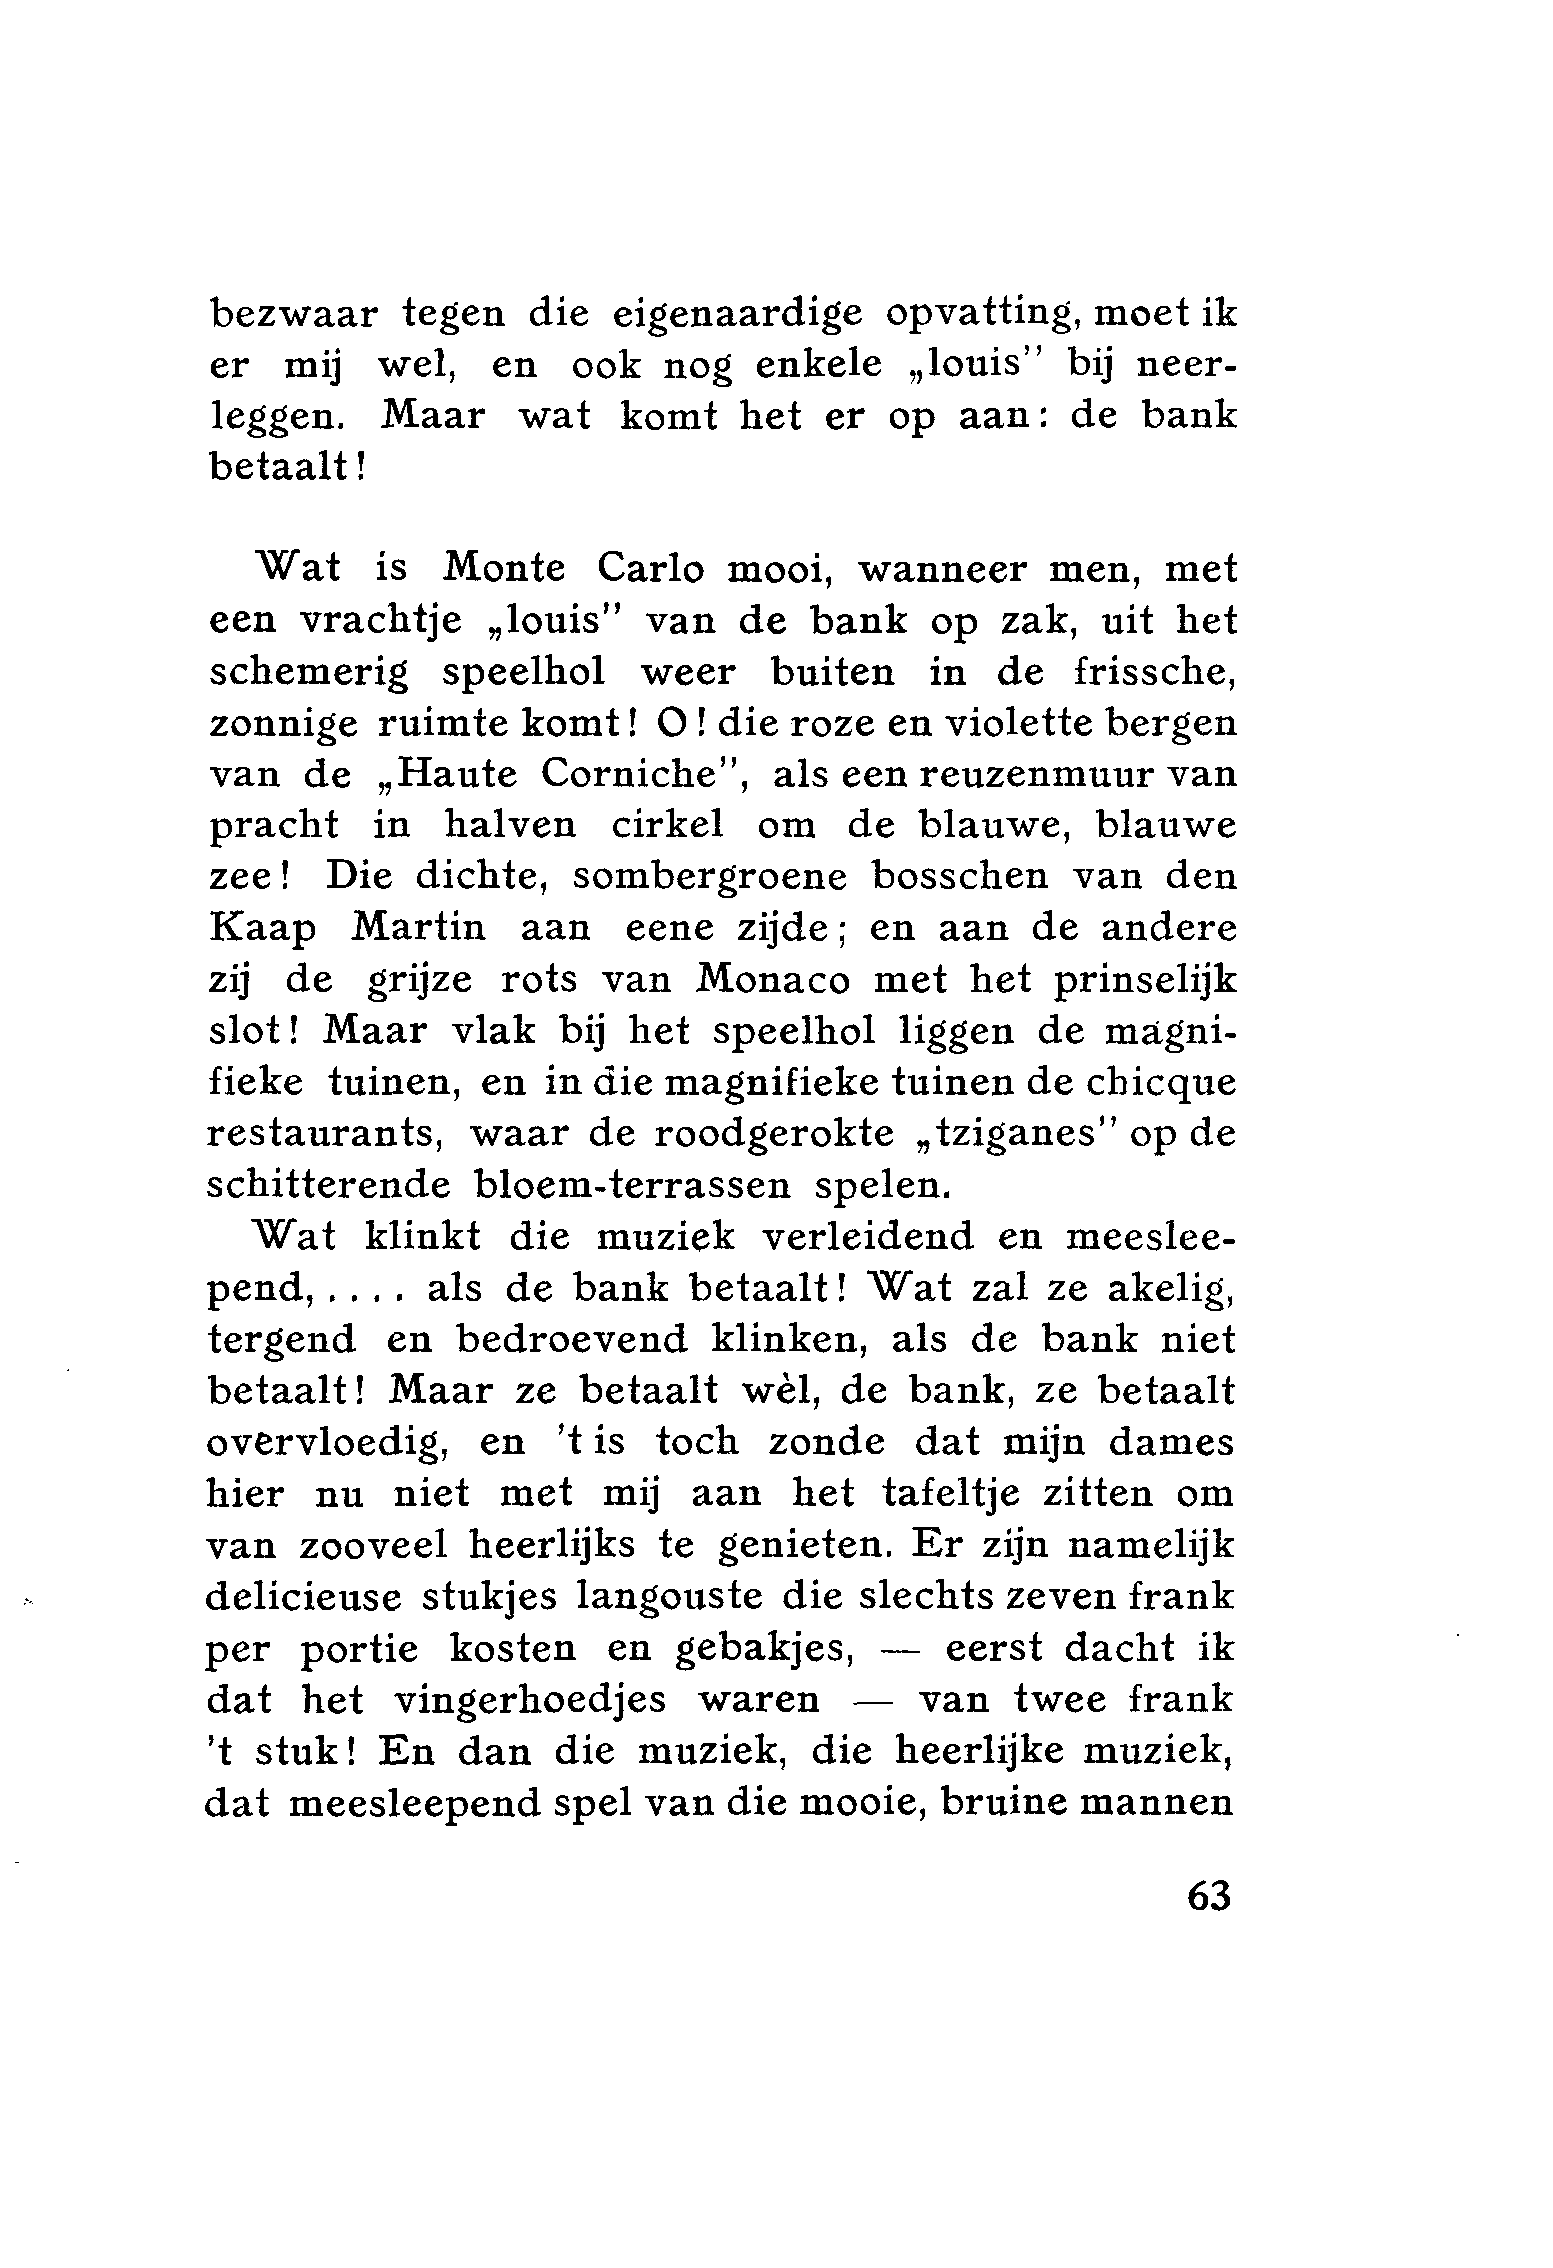 bezwaar tegen die eigenaardige opvatting, moet ik
er mij wel, en ook nog enkele „louis” bij neer-
leggen. Maar wat komt het er op aan: de bank
betaalt!
Wat is Monte Carlo mooi, wanneer men, met
een vrachtje „louis” van de bank op zak, uit het
schemerig speelhol weer buiten in de frissche,
zonnige ruimte komt! O! die roze en violette bergen
van de „Haute Corniche”, als een reuzenmuur van
pracht in halven cirkel om de blauwe, blauwe
zee! Die dichte, sombergroene bosschen van den
Kaap Martin aan eene zijde; en aan de andere
zij de grijze rots van Monaco met het prinselijk
slot! Maar vlak bij het speelhol liggen de magni-
fieke tuinen, en in die magnifieke tuinen de chicque
restaurants, waar de roodgerokte „tziganes” op de
schitterende bloem-terrassen spelen.
Wat klinkt die muziek verleidend en meeslee-
pend, .... als de bank betaalt! Wat zal ze akelig,
tergend en bedroevend klinken, als de bank niet
betaalt! Maar ze betaalt wèl, de bank, ze betaalt
overvloedig, en 't is toch zonde dat mijn dames
hier nu niet met mij aan het tafeltje zitten om
van zooveel heerlijks te genieten. Er zijn namelijk
delicieuse stukjes langouste die slechts zeven frank
per portie kosten en gebakjes, — eerst dacht ik
dat het vingerhoedjes waren — van twee frank
't stuk! En dan die muziek, die heerlijke muziek,
dat meesleepend spel van die mooie, bruine mannen
63